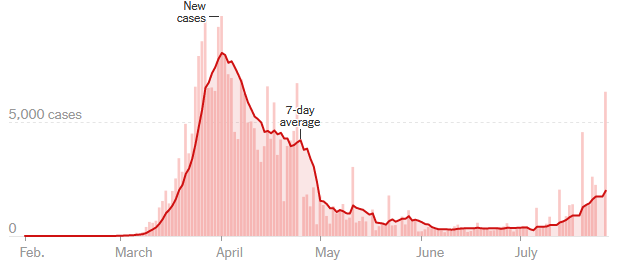 New
cases
7-day
average
5,000 cases
0
Feb.
March
April
May
June
July